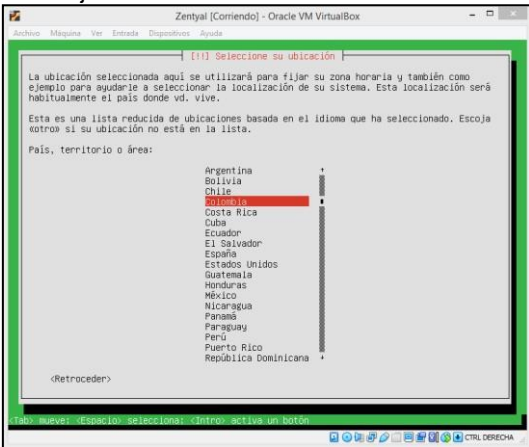 Zentyal [Corriendo] - Oracle VM VirtualBox
Archivo Máquina Ver Entrada Dispositivos Ayuda
[!!] Seleccione su ubicación
La ubicación seleccionada aquí se utilizará para fijar su zona horaria y también como
ejemplo para ayudarle a seleccionar la localización de su sistema. Esta localización será
habitualmente el país donde vd. vive.
Esta es una lista reducida de ubicaciones basada en el idioma que ha seleccionado. Escoja
«otro» si su ubicación no está en la lista.
País, territorio o área:
Argentina
Bolivia
Chile
Colombia
Costa Rica
Cuba
Ecuador
El Salvador
España
Estados Unidos
Guatemala
Honduras
México
Nicaragua
Panamá
Paraguay
Perú
Puerto Rico
República Dominicana
<Retroceder>
<Tab> mueve; <Espacio> selecciona; <Intro> activa un botón
CTRL DERECHA